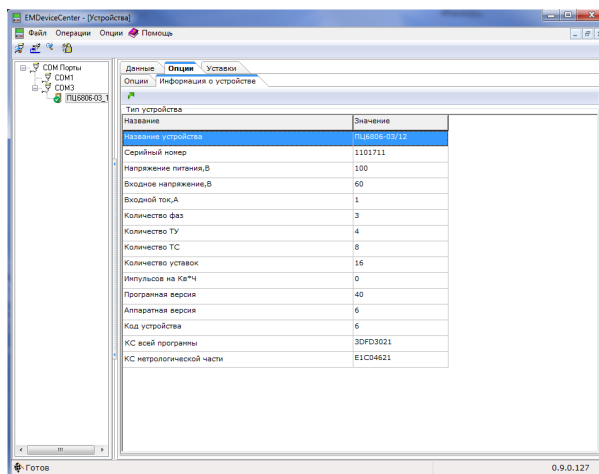 EMDeviceCenter - [Устройства]
Файл Операции Опции Помощь
COM Порты
COM1
COM3
ПЦ6806-03_1
Данные Опции Уставки
Опции Информация о устройстве
Тип устройства
Название Значение
Название устройства ПЦ6806-03/12
Серийный номер 1101711
Напряжение питания,В 100
Входное напряжение,В 60
Входной ток,А 1
Количество фаз 3
Количество ТУ 4
Количество ТС 8
Количество уставок 16
Импульсов на Кв*Ч 0
Програмная версия 40
Аппаратная версия 6
Код устройства 6
КС всей программы 3DFD3021
КС метрологической части E1C04621
Готов 0.9.0.127